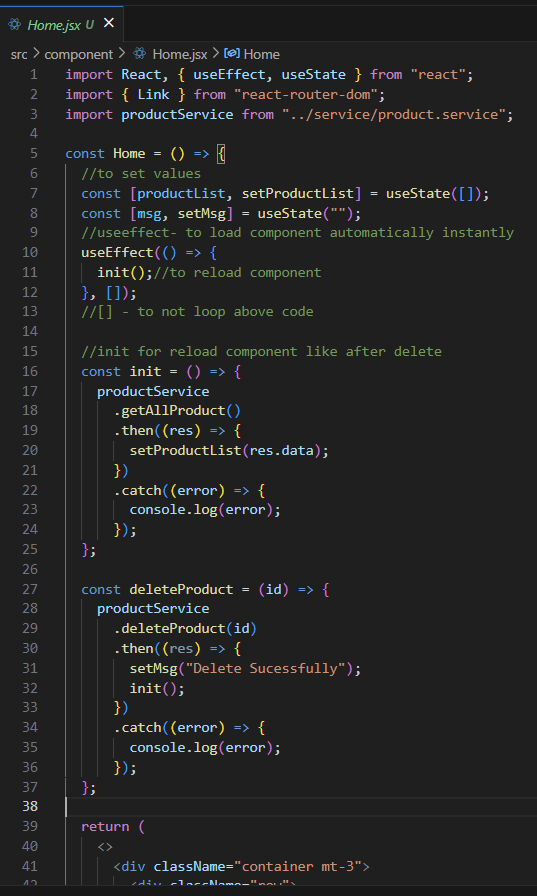 Home.jsx U ×
src > component > Home.jsx > Home
1 import React, { useEffect, useState } from "react";
2 import { Link } from "react-router-dom";
3 import productService from "../service/product.service";
4
5 const Home = () => {
6 //to set values
7 const [productList, setProductList] = useState([]);
8 const [msg, setMsg] = useState("");
9 //useeffect- to load component automatically instantly
10 useEffect(() => {
11 init();//to reload component
12 }, []);
13 //[] - to not loop above code
14
15 //init for reload component like after delete
16 const init = () => {
17 productService
18 .getAllProduct()
19 .then((res) => {
20 setProductList(res.data);
21 })
22 .catch((error) => {
23 console.log(error);
24 });
25 };
26
27 const deleteProduct = (id) => {
28 productService
29 .deleteProduct(id)
30 .then((res) => {
31 setMsg("Delete Sucessfully");
32 init();
33 })
34 .catch((error) => {
35 console.log(error);
36 });
37 };
38
39 return (
40 <>
41 <div className="container mt-3">
42 <div className="row">